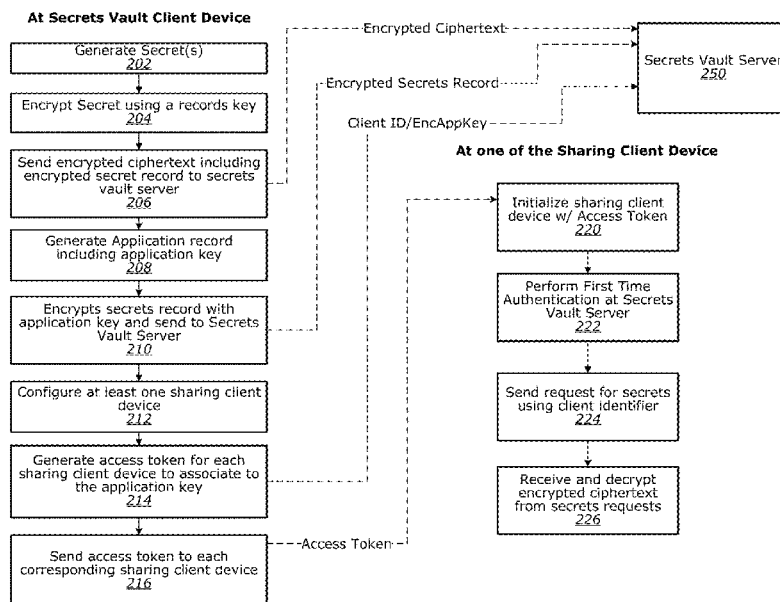 At Secrets Vault Client Device
Generate Secret(s)
202
Encrypt Secret using a records key
204
Send encrypted ciphertext including
encrypted secret record to secrets
vault server
206
Generate Application record
including application key
208
Encrypts secrets record with
application key and send to Secrets
Vault Server
210
Configure at least one sharing client
device
212
Generate access token for each
sharing client device to associate to
the application key
214
Send access token to each
corresponding sharing client device
216
Encrypted Ciphertext
Encrypted Secrets Record
Client ID/EncAppKey
Access Token
Secrets Vault Server
250
At one of the Sharing Client Device
Initialize sharing client
device w/ Access Token
220
Perform First Time
Authentication at Secrets
Vault Server
222
Send request for secrets
using client identifier
224
Receive and decrypt
encrypted ciphertext
from secrets requests
226